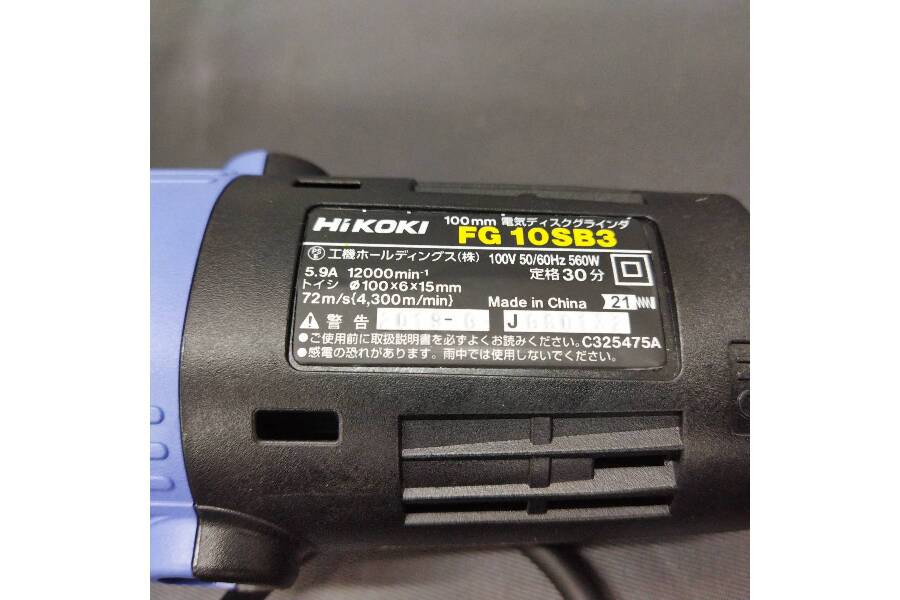 HiKOKI
100mm 電気ディスクグラインダ
FG 10SB3
PS E 工機ホールディングス(株) 100V 50/60Hz 560W
5.9A 12000min⁻¹ 定格30分
トイシ φ100×6×15mm
72m/s{4,300m/min} Made in China 21
警告 2018-6 J
●ご使用前に取扱説明書を必ずよくお読みください。C325475A
●感電の恐れがあります。雨中では使用しないでください。